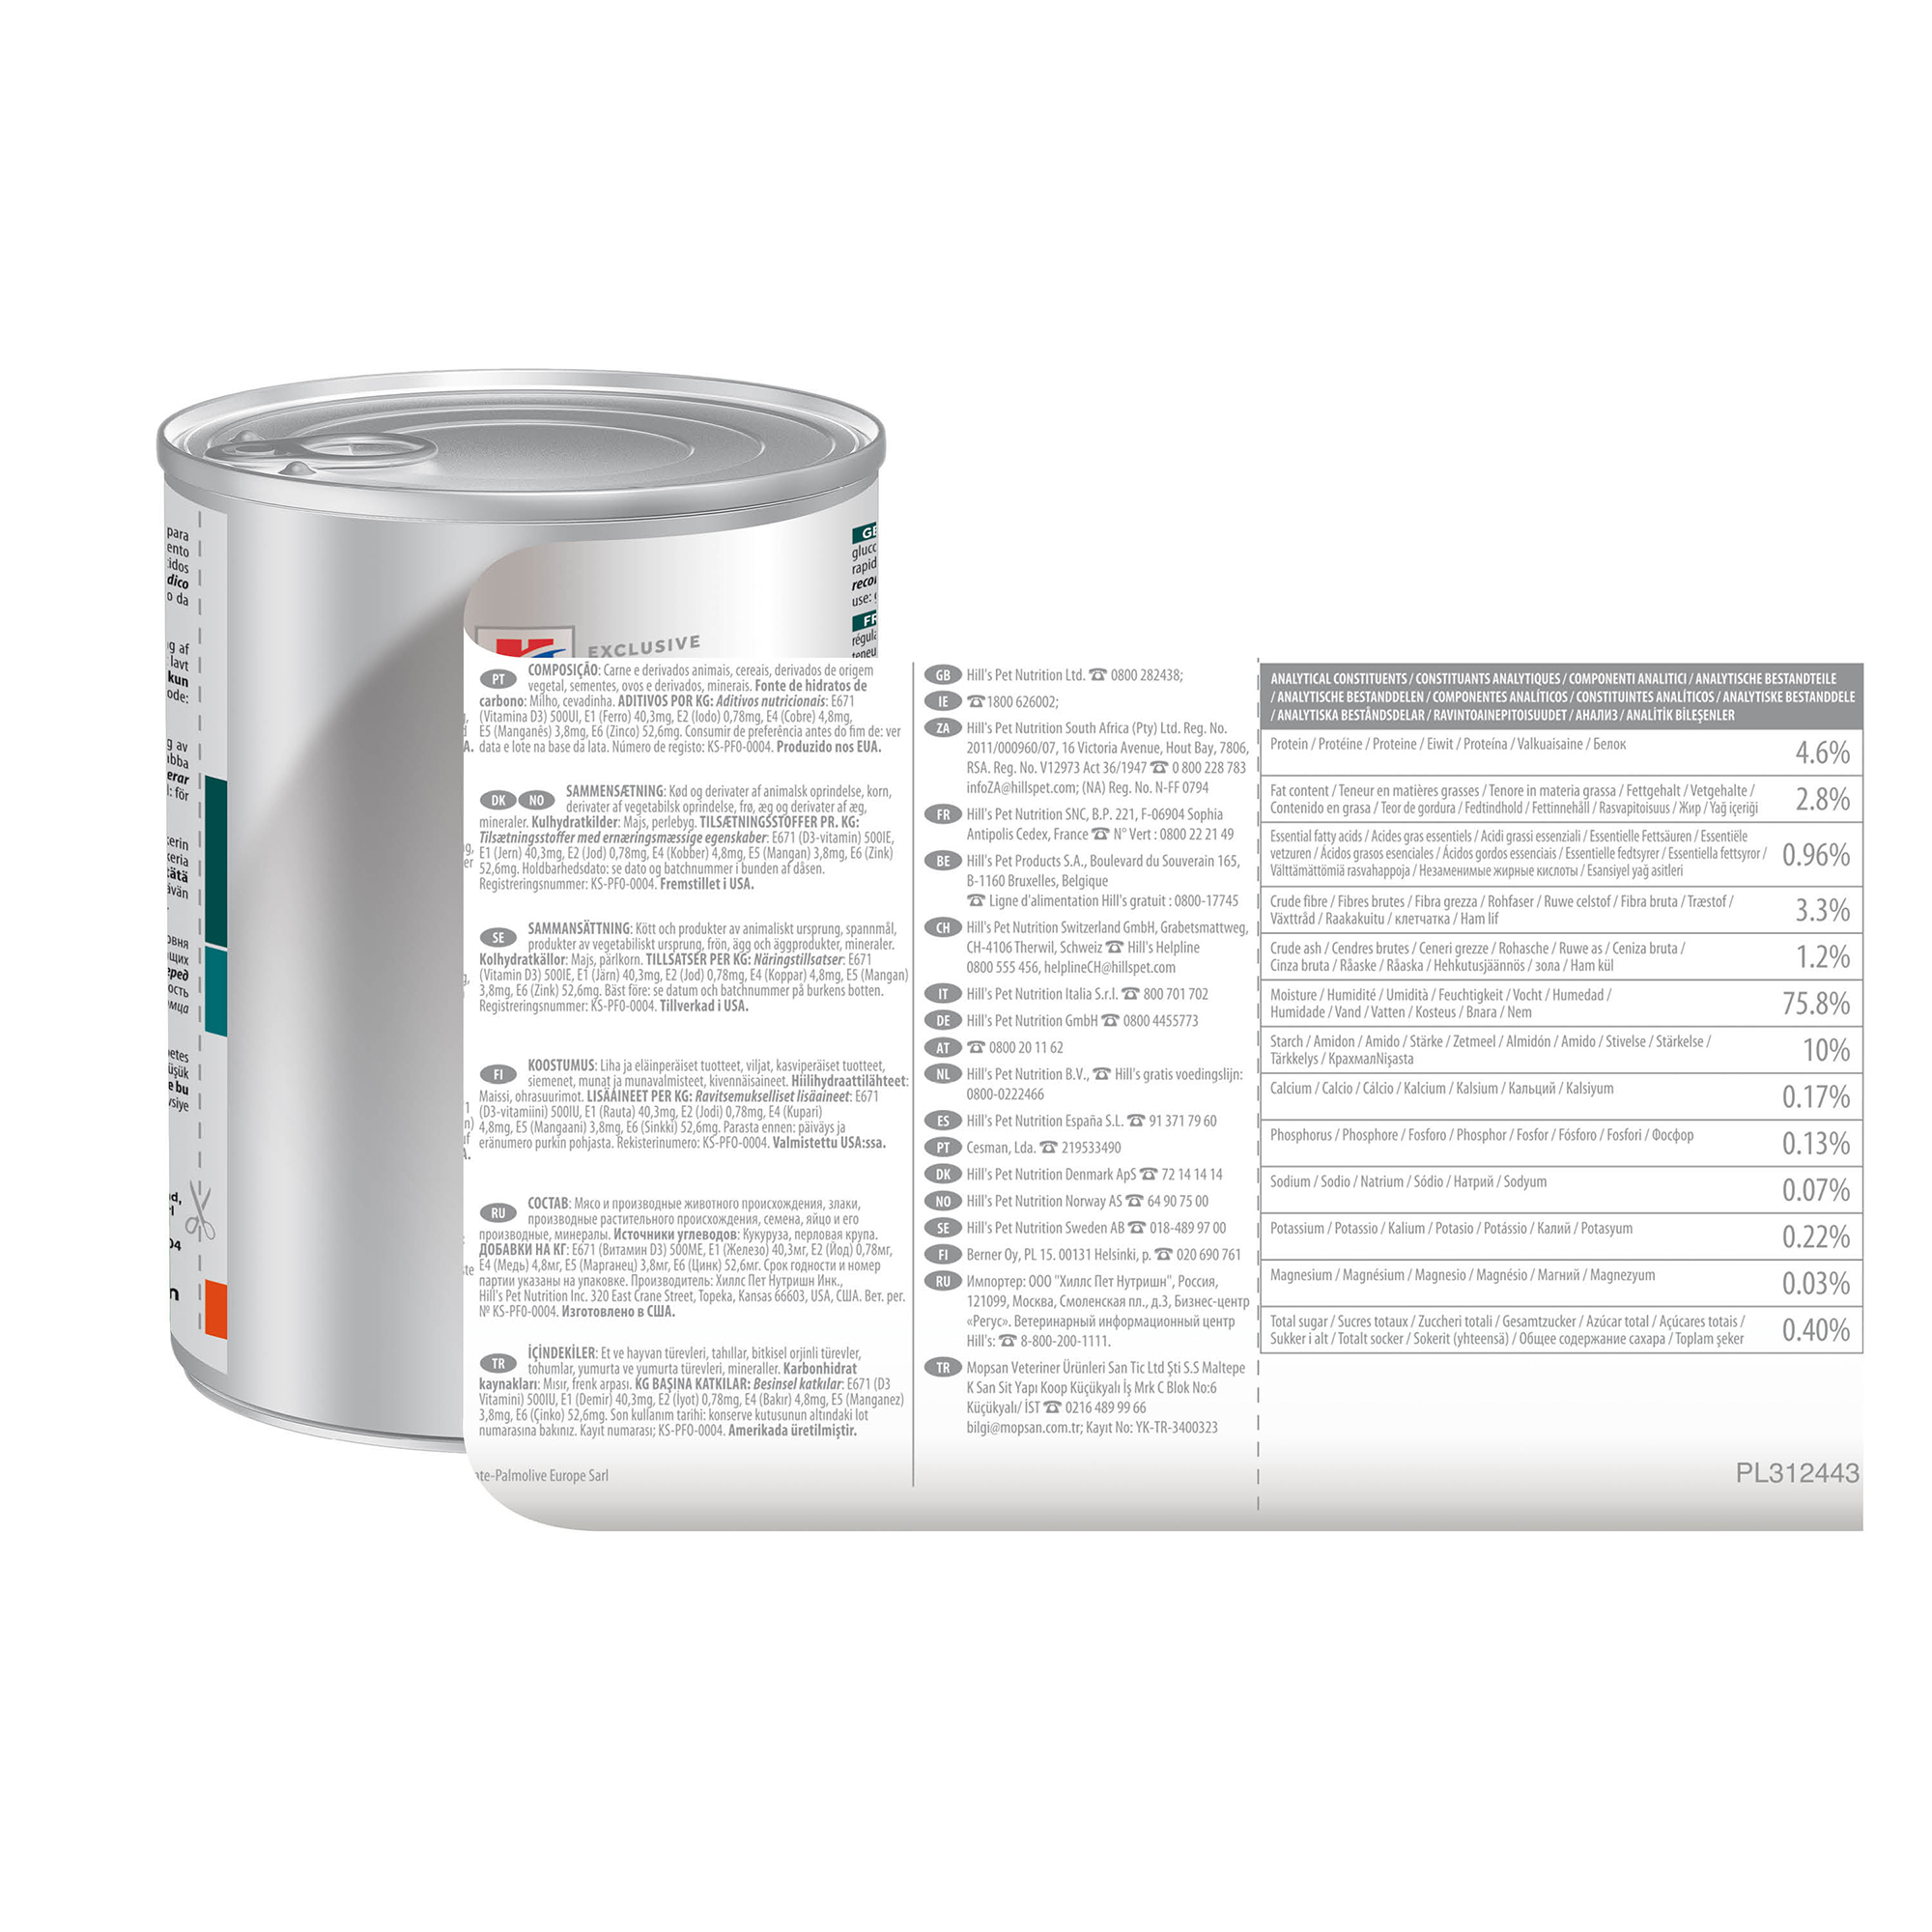 para
ento
cidos
dico
o da
g af
lavt
kun
ode:
g av
erar
: för
GB
gluco
rapid
recom
use:
FR
régula
EXCLUSIVE
PT COMPOSIÇÃO: Carne e derivados animais, cereais, derivados de origem
vegetal, sementes, ovos e derivados, minerais. Fonte de hidratos de
carbono: Milho, cevadinha. ADITIVOS POR KG: Aditivos nutricionais: E671
(Vitamina D3) 500UI, E1 (Ferro) 40,3mg, E2 (Iodo) 0,78mg, E4 (Cobre) 4,8mg,
E5 (Manganês) 3,8mg, E6 (Zinco) 52,6mg. Consumir de preferência antes do fim de: ver
data e lote na base da lata. Número de registo: KS-PF0-0004. Produzido nos EUA.
DK NO SAMMENSÆTNING: Kød og derivater af animalsk oprindelse, korn,
derivater af vegetabilsk oprindelse, frø, æg og derivater af æg,
mineraler. Kulhydratkilder: Majs, perlebyg. TILSÆTNINGSSTOFFER PR. KG:
Tilsætningsstoffer med ernæringsmæssige egenskaber: E671 (D3-vitamin) 500IE,
E1 (Jern) 40,3mg, E2 (Jod) 0,78mg, E4 (Kobber) 4,8mg, E5 (Mangan) 3,8mg, E6 (Zink)
52,6mg. Holdbarhedsdato: se dato og batchnummer i bunden af dåsen.
Registreringsnummer: KS-PF0-0004. Fremstillet i USA.
SE SAMMANSÄTTNING: Kött och produkter av animaliskt ursprung, spannmål,
produkter av vegetabiliskt ursprung, frön, ägg och äggprodukter, mineraler.
Kolhydratkällor: Majs, pärlkorn. TILLSATSER PER KG: Näringstillsatser: E671
(Vitamin D3) 500IE, E1 (Järn) 40,3mg, E2 (Jod) 0,78mg, E4 (Koppar) 4,8mg, E5 (Mangan)
3,8mg, E6 (Zink) 52,6mg. Bäst före: se datum och batchnummer på burkens botten.
Registreringsnummer: KS-PF0-0004. Tillverkad i USA.
FI KOOSTUMUS: Liha ja eläinperäiset tuotteet, viljat, kasviperäiset tuotteet,
siemenet, munat ja munavalmisteet, kivennäisaineet. Hiilihydraattilähteet:
Maissi, ohrasuurimot. LISÄAINEET PER KG: Ravitsemukselliset lisäaineet: E671
(D3-vitamiini) 500IU, E1 (Rauta) 40,3mg, E2 (Jodi) 0,78mg, E4 (Kupari)
4,8mg, E5 (Mangaani) 3,8mg, E6 (Sinkki) 52,6mg. Parasta ennen: päiväys ja
eränumero purkin pohjasta. Rekisterinumero: KS-PF0-0004. Valmistettu USA:ssa.
RU СОСТАВ: Мясо и производные животного происхождения, злаки,
производные растительного происхождения, семена, яйцо и его
производные, минералы. Источники углеводов: Кукуруза, перловая крупа.
ДОБАВКИ НА КГ: E671 (Витамин D3) 500МЕ, E1 (Железо) 40,3мг, E2 (Йод) 0,78мг,
E4 (Медь) 4,8мг, E5 (Марганец) 3,8мг, E6 (Цинк) 52,6мг. Срок годности и номер
партии указаны на упаковке. Производитель: Хиллс Пет Нутришн Инк.,
Hill's Pet Nutrition Inc. 320 East Crane Street, Topeka, Kansas 66603, USA, США. Вет. рег.
№ KS-PF0-0004. Изготовлено в США.
TR İÇİNDEKİLER: Et ve hayvan türevleri, tahıllar, bitkisel orjinli türevler,
tohumlar, yumurta ve yumurta türevleri, mineraller. Karbonhidrat
kaynakları: Mısır, frenk arpası. KG BAŞINA KATKILAR: Besinsel katkılar: E671 (D3
Vitamini) 500IU, E1 (Demir) 40,3mg, E2 (İyot) 0,78mg, E4 (Bakır) 4,8mg, E5 (Manganez)
3,8mg, E6 (Çinko) 52,6mg. Son kullanım tarihi: konserve kutusunun altındaki lot
numarasına bakınız. Kayıt numarası; KS-PF0-0004. Amerikada üretilmiştir.
ate-Palmolive Europe Sarl
GB Hill's Pet Nutrition Ltd. ☎ 0800 282438;
IE ☎ 1800 626002;
ZA Hill's Pet Nutrition South Africa (Pty) Ltd. Reg. No.
2011/000960/07, 16 Victoria Avenue, Hout Bay, 7806,
RSA. Reg. No. V12973 Act 36/1947 ☎ 0 800 228 783
infoZA@hillspet.com; (NA) Reg. No. N-FF 0794
FR Hill's Pet Nutrition SNC, B.P. 221, F-06904 Sophia
Antipolis Cedex, France ☎ N° Vert : 0800 22 21 49
BE Hill's Pet Products S.A., Boulevard du Souverain 165,
B-1160 Bruxelles, Belgique
☎ Ligne d'alimentation Hill's gratuit : 0800-17745
CH Hill's Pet Nutrition Switzerland GmbH, Grabetsmattweg,
CH-4106 Therwil, Schweiz ☎ Hill's Helpline
0800 555 456, helplineCH@hillspet.com
IT Hill's Pet Nutrition Italia S.r.l. ☎ 800 701 702
DE Hill's Pet Nutrition GmbH ☎ 0800 4455773
AT ☎ 0800 20 11 62
NL Hill's Pet Nutrition B.V., ☎ Hill's gratis voedingslijn:
0800-0222466
ES Hill's Pet Nutrition España S.L. ☎ 91 371 79 60
PT Cesman, Lda. ☎ 219533490
DK Hill's Pet Nutrition Denmark ApS ☎ 72 14 14 14
NO Hill's Pet Nutrition Norway AS ☎ 64 90 75 00
SE Hill's Pet Nutrition Sweden AB ☎ 018-489 97 00
FI Berner Oy, PL 15. 00131 Helsinki, p. ☎ 020 690 761
RU Импортер: ООО "Хиллс Пет Нутришн", Россия,
121099, Москва, Смоленская пл., д.3, Бизнес-центр
«Регус». Ветеринарный информационный центр
Hill's: ☎ 8-800-200-1111.
TR Mopsan Veteriner Ürünleri San Tic Ltd Şti S.S Maltepe
K San Sit Yapı Koop Küçükyalı İş Mrk C Blok No:6
Küçükyalı/ İST ☎ 0216 489 99 66
bilgi@mopsan.com.tr; Kayıt No: YK-TR-3400323
ANALYTICAL CONSTITUENTS / CONSTITUANTS ANALYTIQUES / COMPONENTI ANALITICI / ANALYTISCHE BESTANDTEILE
/ ANALYTISCHE BESTANDDELEN / COMPONENTES ANALÍTICOS / CONSTITUINTES ANALÍTICOS / ANALYTISKE BESTANDDELE
/ ANALYTISKA BESTÅNDSDELAR / RAVINTOAINEPITOISUUDET / АНАЛИЗ / ANALİTİK BİLEŞENLER
Protein / Protéine / Proteine / Eiwit / Proteína / Valkuaisaine / Белок 4.6%
Fat content / Teneur en matières grasses / Tenore in materia grassa / Fettgehalt / Vetgehalte /
Contenido en grasa / Teor de gordura / Fedtindhold / Fettinnehåll / Rasvapitoisuus / Жир / Yağ içeriği 2.8%
Essential fatty acids / Acides gras essentiels / Acidi grassi essenziali / Essentielle Fettsäuren / Essentiële
vetzuren / Ácidos grasos esenciales / Ácidos gordos essenciais / Essentielle fedtsyrer / Essentiella fettsyror /
Välttämättömiä rasvahappoja / Незаменимые жирные кислоты / Esansiyel yağ asitleri 0.96%
Crude fibre / Fibres brutes / Fibra grezza / Rohfaser / Ruwe celstof / Fibra bruta / Træstof /
Växttråd / Raakakuitu / клетчатка / Ham lif 3.3%
Crude ash / Cendres brutes / Ceneri grezze / Rohasche / Ruwe as / Ceniza bruta /
Cinza bruta / Råaske / Råaska / Hehkutusjäännös / зола / Ham kül 1.2%
Moisture / Humidité / Umidità / Feuchtigkeit / Vocht / Humedad /
Humidade / Vand / Vatten / Kosteus / Влага / Nem 75.8%
Starch / Amidon / Amido / Stärke / Zetmeel / Almidón / Amido / Stivelse / Stärkelse /
Tärkkelys / КрахмалNişasta 10%
Calcium / Calcio / Cálcio / Kalcium / Kalsium / Кальций / Kalsiyum 0.17%
Phosphorus / Phosphore / Fosforo / Phosphor / Fosfor / Fósforo / Fosfori / Фосфор 0.13%
Sodium / Sodio / Natrium / Sódio / Натрий / Sodyum 0.07%
Potassium / Potassio / Kalium / Potasio / Potássio / Калий / Potasyum 0.22%
Magnesium / Magnésium / Magnesio / Magnésio / Магний / Magnezyum 0.03%
Total sugar / Sucres totaux / Zuccheri totali / Gesamtzucker / Azúcar total / Açúcares totais /
Sukker i alt / Totalt socker / Sokerit (yhteensä) / Общее содержание сахара / Toplam şeker 0.40%
PL312443